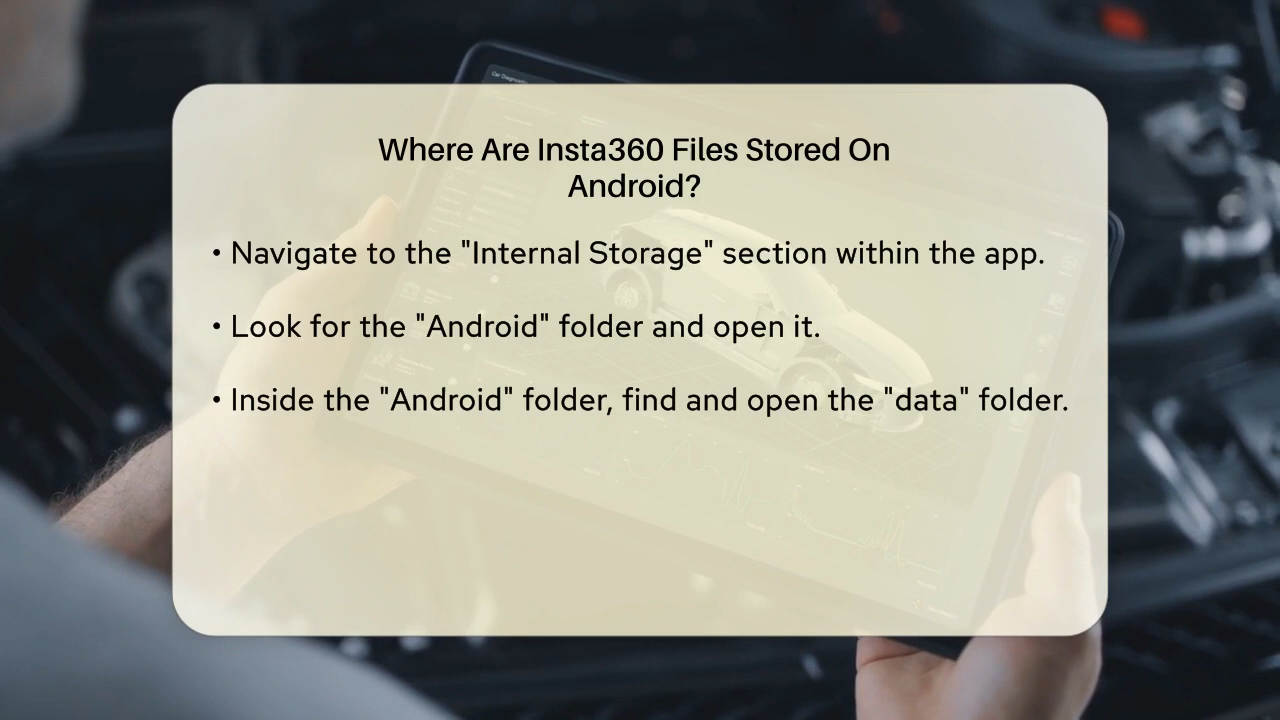 Where Are Insta360 Files Stored On
Android?
• Navigate to the "Internal Storage" section within the app.
• Look for the "Android" folder and open it.
• Inside the "Android" folder, find and open the "data" folder.